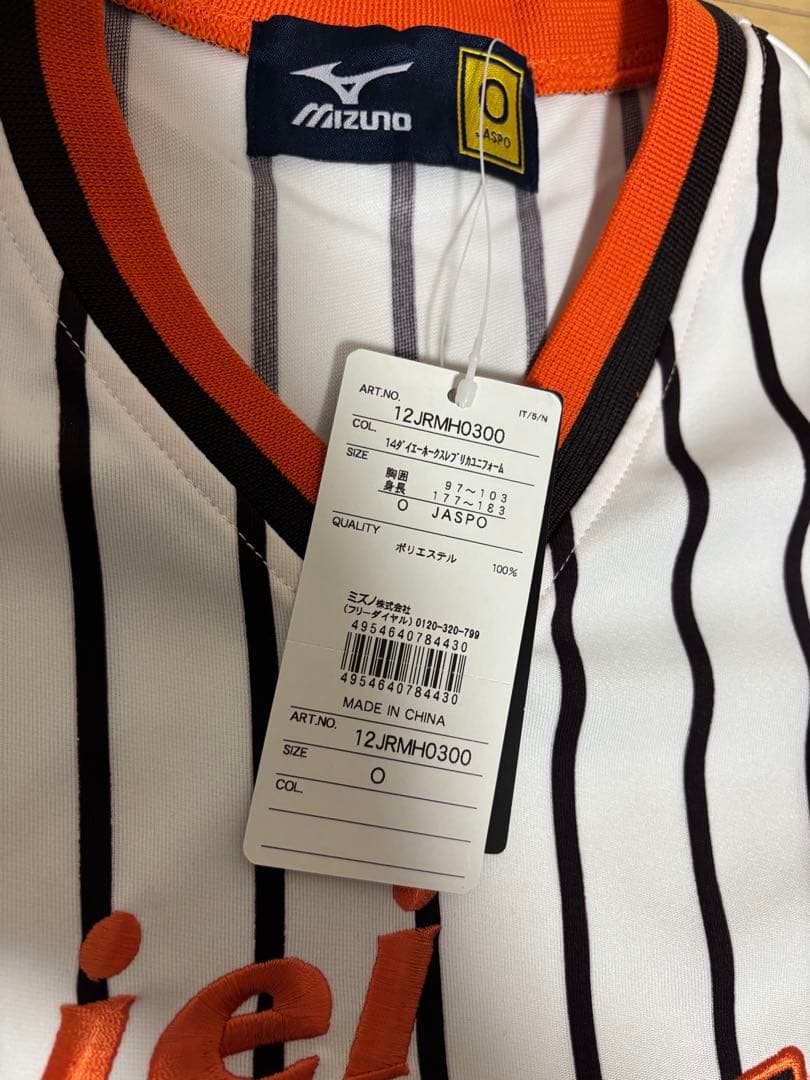 MIZUNO
O
JASPO
ART.NO.
12JRMH0300
IT/5/N
COL.
14ダイエーホークスレプリカユニフォーム
SIZE
胸囲 97〜103
身長 177〜183
O JASPO
QUALITY
ポリエステル 100%
ミズノ株式会社
(フリーダイヤル) 0120-320-799
4954640784430
4954640784430
MADE IN CHINA
ART.NO. 12JRMH0300
SIZE O
COL.
iei